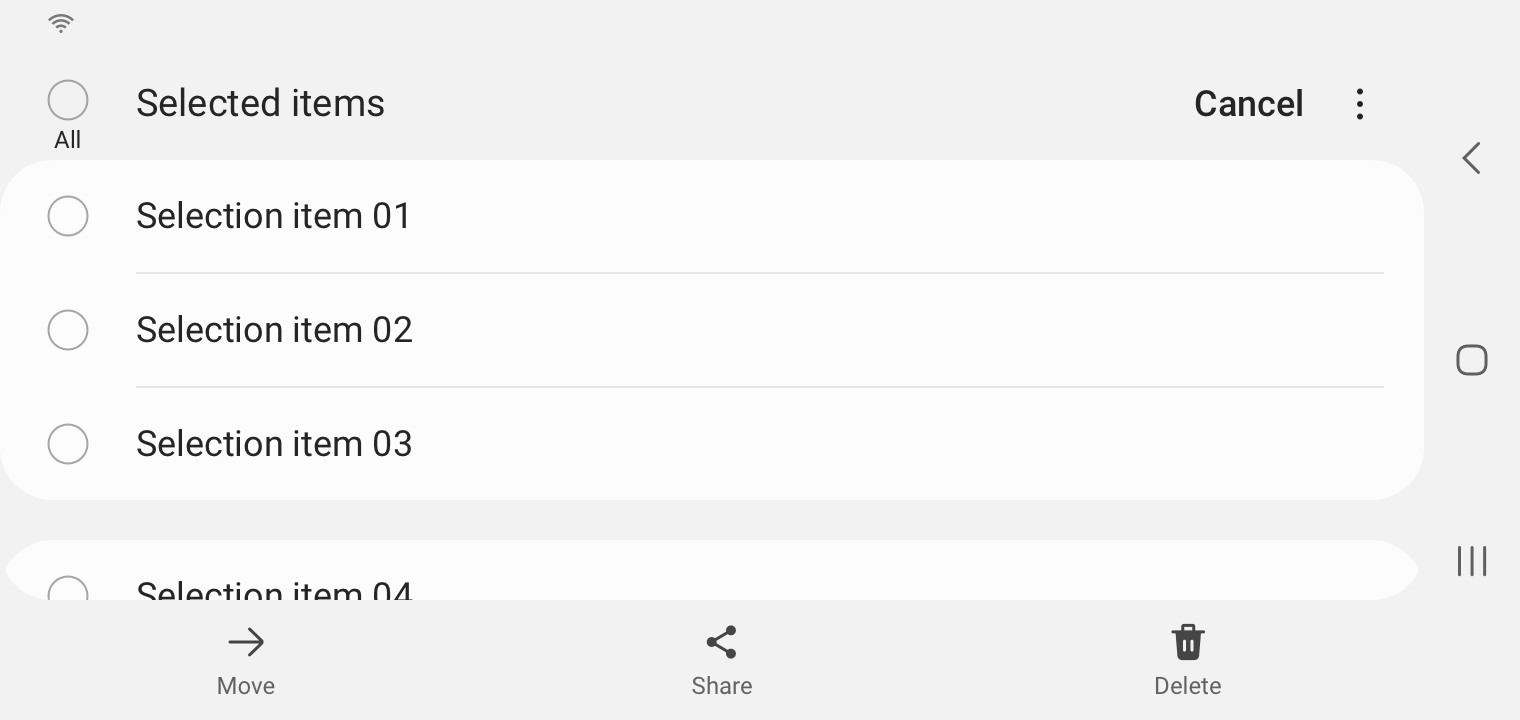 Selected items
Cancel
All
Selection item 01
Selection item 02
Selection item 03
Selection item 04
Move
Share
Delete